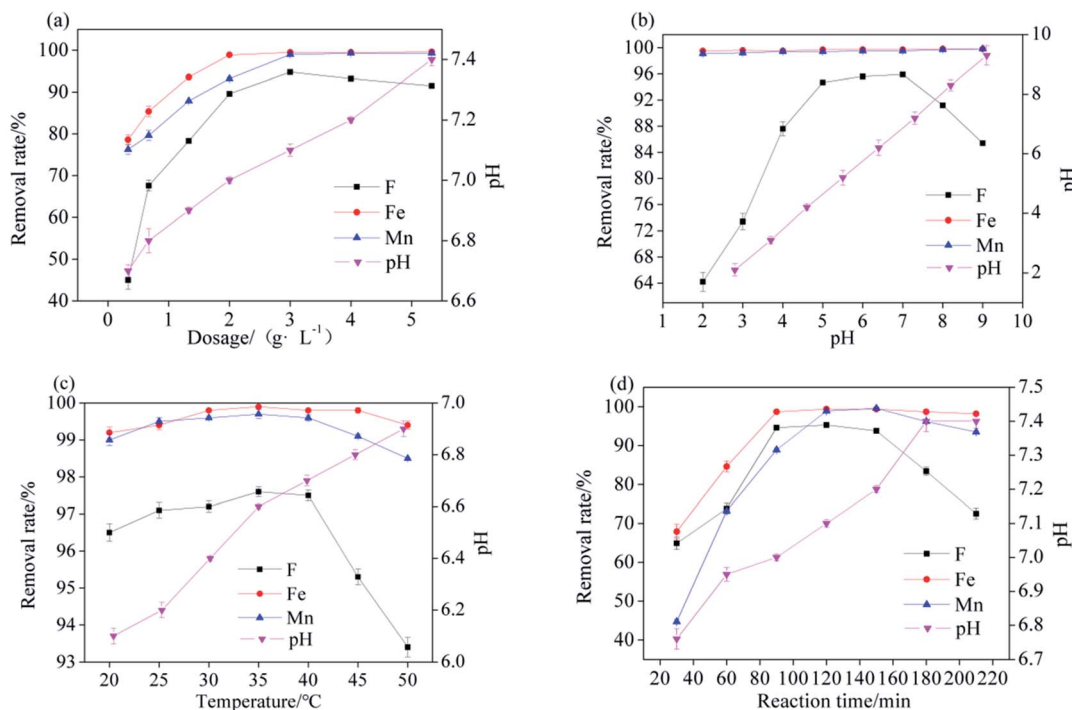 (a)
100
90
80
70
60
50
40
Removal rate/%
7.4
7.2
7.0
6.8
6.6
pH
F
Fe
Mn
pH
0 1 2 3 4 5
Dosage/（g· L⁻¹)
(b)
100
96
92
88
84
80
76
72
68
64
Removal rate/%
10
8
6
4
2
pH
F
Fe
Mn
pH
1 2 3 4 5 6 7 8 9 10
pH
(c)
100
99
98
97
96
95
94
93
Removal rate/%
7.0
6.8
6.6
6.4
6.2
6.0
pH
F
Fe
Mn
pH
20 25 30 35 40 45 50
Temperature/°C
(d)
100
90
80
70
60
50
40
Removal rate/%
7.5
7.4
7.3
7.2
7.1
7.0
6.9
6.8
6.7
pH
F
Fe
Mn
pH
20 40 60 80 100 120 140 160 180 200 220
Reaction time/min